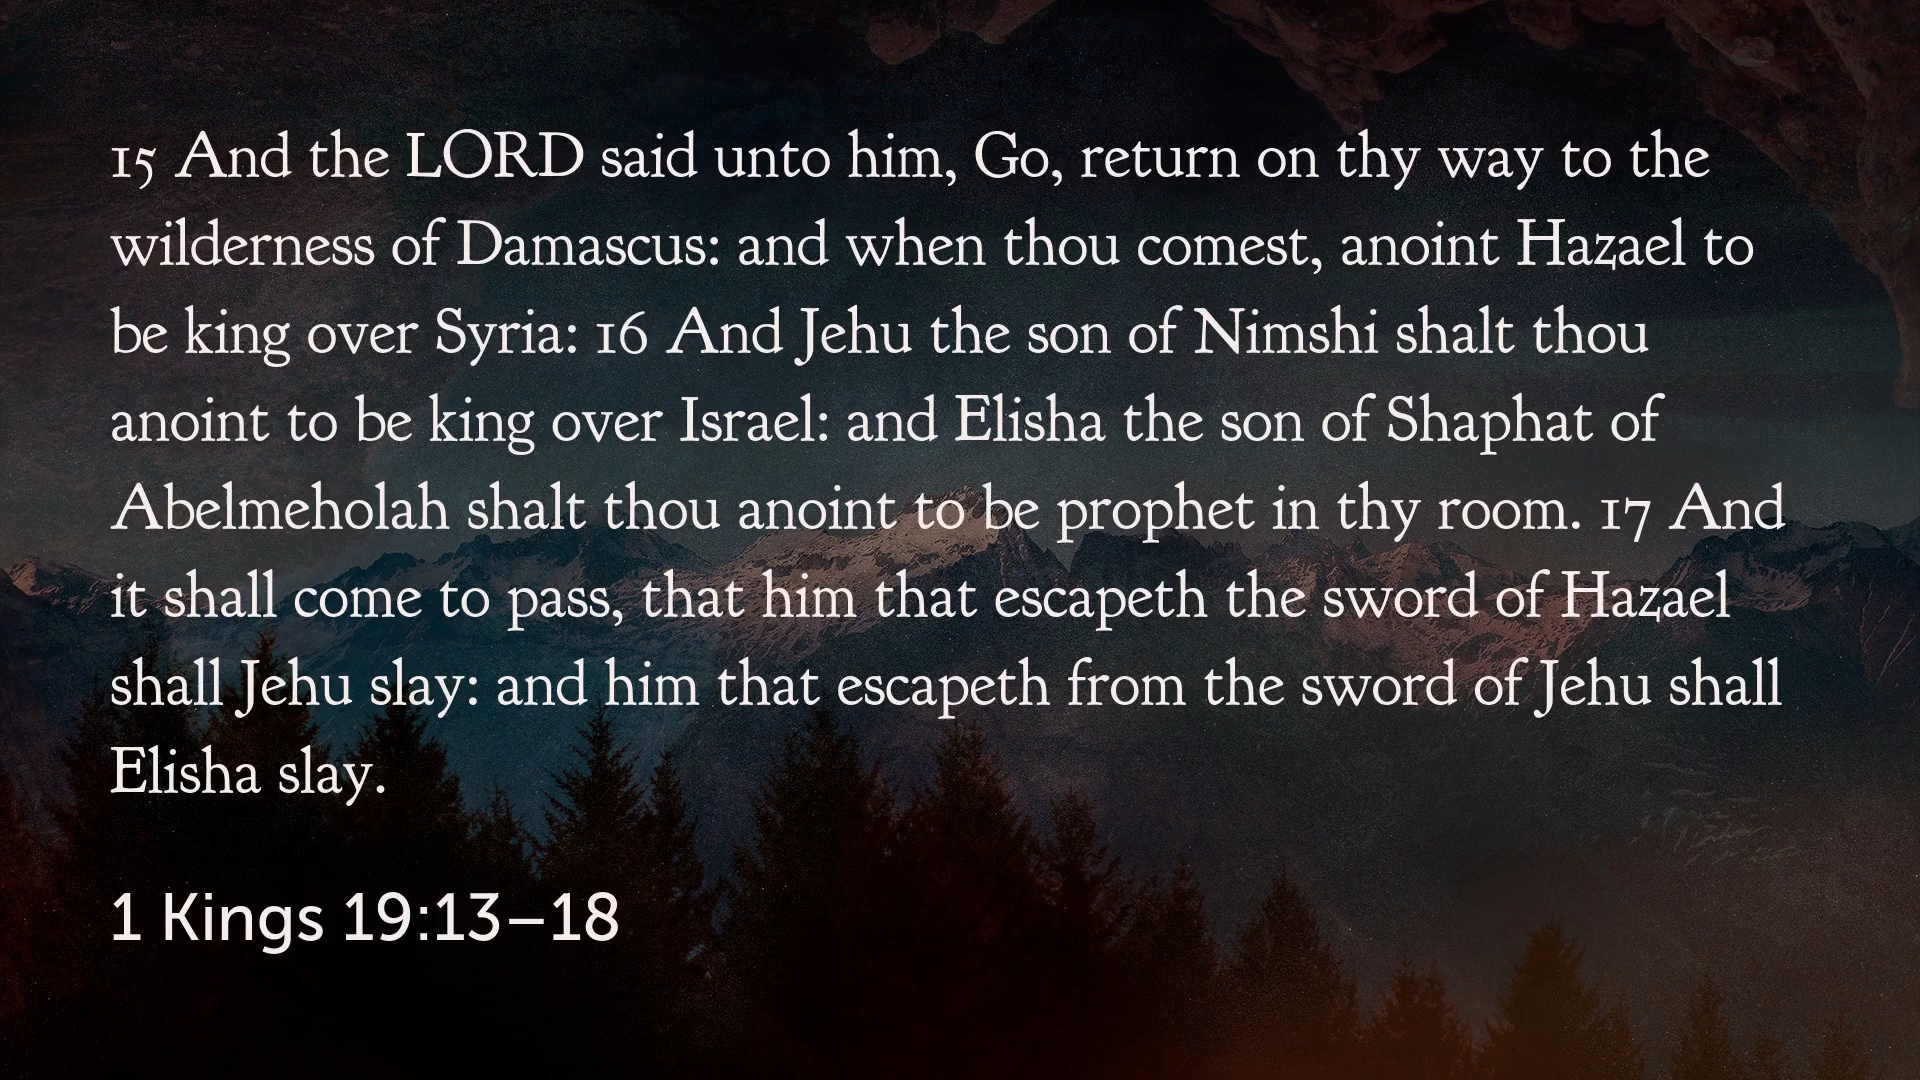 15 And the LORD said unto him, Go, return on thy way to the
wilderness of Damascus: and when thou comest, anoint Hazael to
be king over Syria: 16 And Jehu the son of Nimshi shalt thou
anoint to be king over Israel: and Elisha the son of Shaphat of
Abelmeholah shalt thou anoint to be prophet in thy room. 17 And
it shall come to pass, that him that escapeth the sword of Hazael
shall Jehu slay: and him that escapeth from the sword of Jehu shall
Elisha slay.
1 Kings 19:13–18